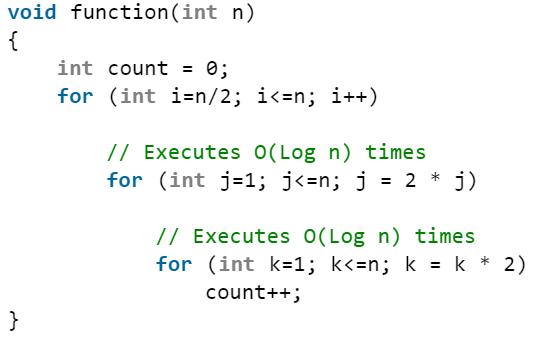 void function(int n)
{
    int count = 0;
    for (int i=n/2; i<=n; i++)
        // Executes O(Log n) times
        for (int j=1; j<=n; j = 2 * j)
            // Executes O(Log n) times
            for (int k=1; k<=n; k = k * 2)
                count++;
}